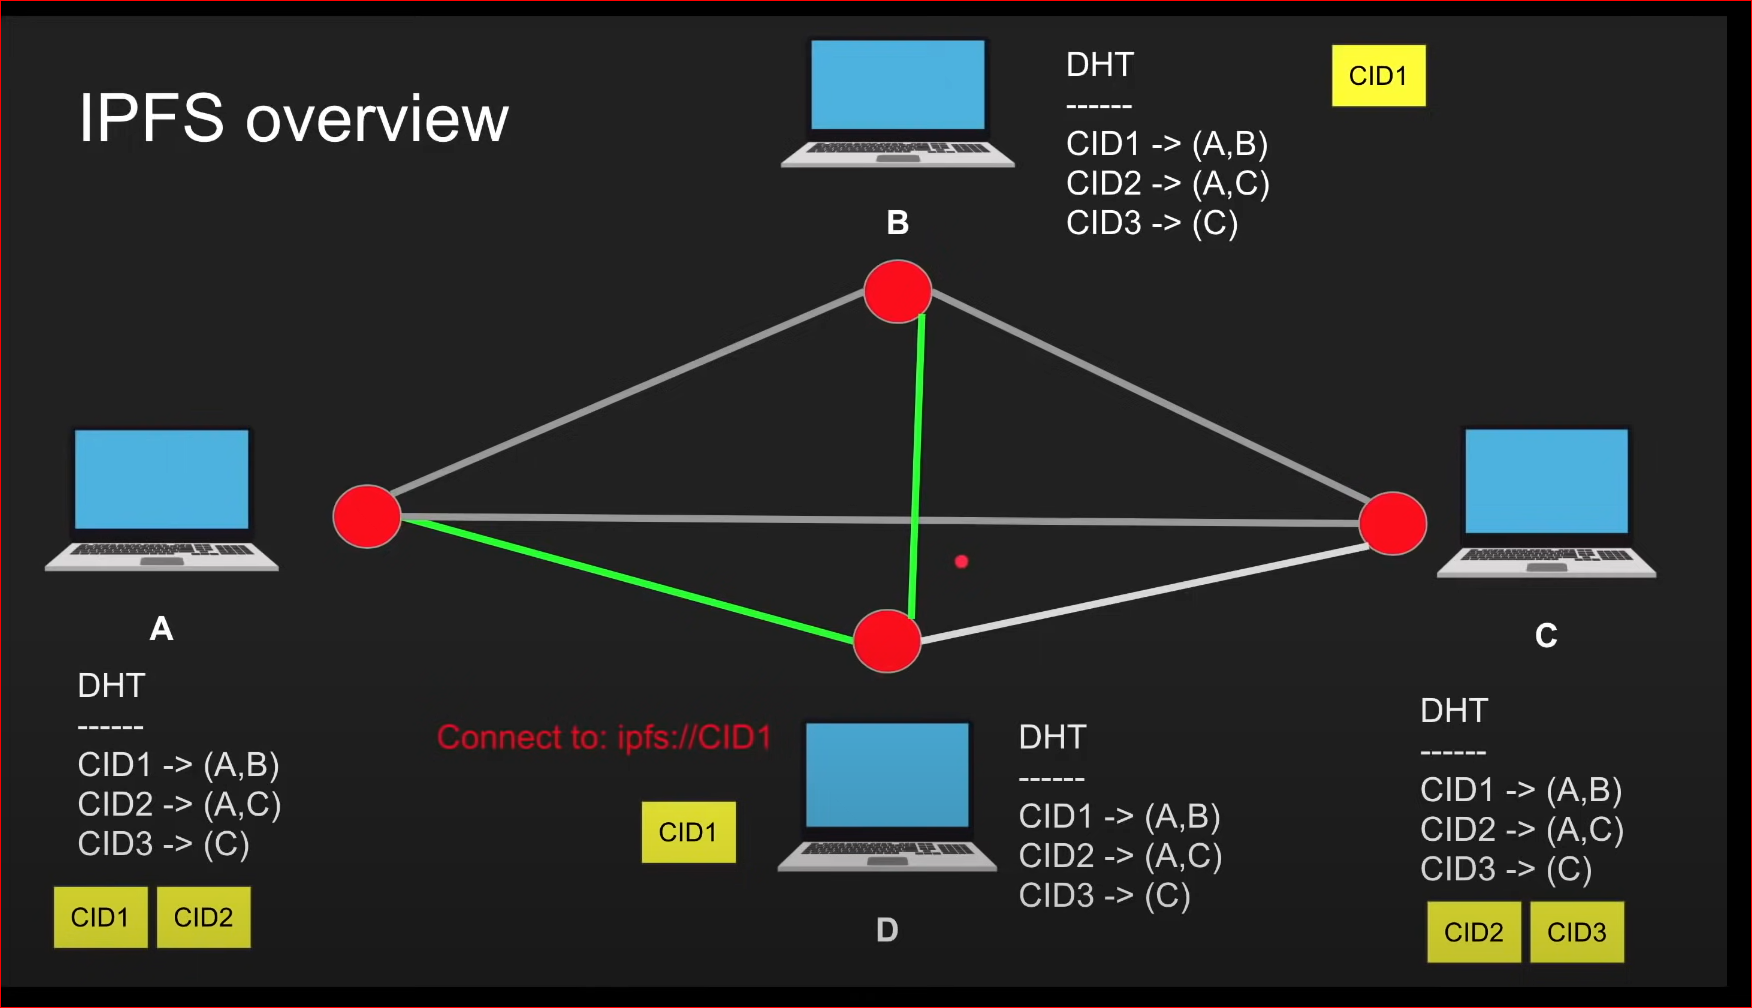 IPFS overview
DHT
------
CID1 -> (A,B)
CID2 -> (A,C)
CID3 -> (C)
CID1
B
A
DHT
------
CID1 -> (A,B)
CID2 -> (A,C)
CID3 -> (C)
CID1
CID2
Connect to: ipfs://CID1
CID1
DHT
------
CID1 -> (A,B)
CID2 -> (A,C)
CID3 -> (C)
D
C
DHT
------
CID1 -> (A,B)
CID2 -> (A,C)
CID3 -> (C)
CID2
CID3